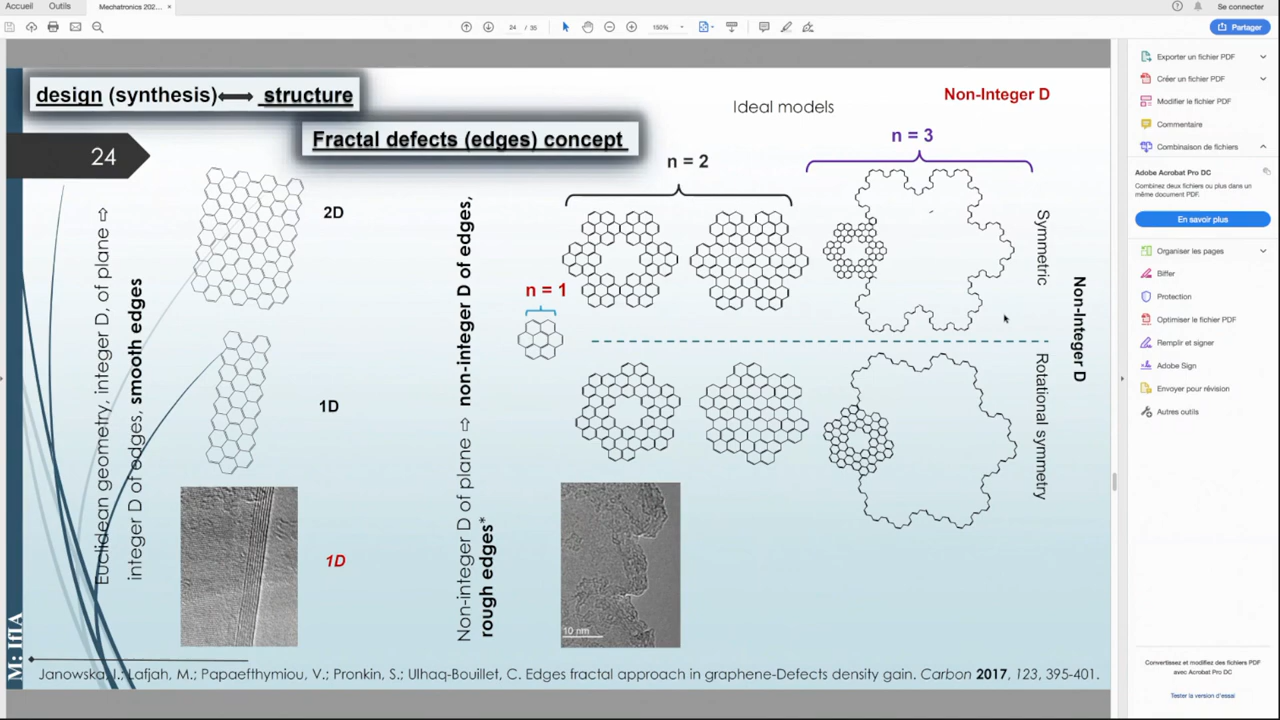 Accueil
Outils
Mechatronics 202...
×
Se connecter
24 / 35
150%
Partager
design (synthesis)⟷ structure
Fractal defects (edges) concept
Ideal models
Non-Integer D
24
n = 2
n = 3
n = 1
2D
1D
1D
Euclidean geometry, integer D, of plane ⇨
integer D of edges, smooth edges
Non-integer D of plane – non-integer D of edges,
rough edges*
Symmetric
Rotational symmetry
Non-Integer D
10 nm
M: IfIA
Janowska, I.; Lafjah, M.; Papaefthymiou, V.; Pronkin, S.; Ulhaq-Bouillet, C. Edges fractal approach in graphene-Defects density gain. Carbon 2017, 123, 395-401.
Exporter un fichier PDF
Créer un fichier PDF
Modifier le fichier PDF
Commentaire
Combinaison de fichiers
Adobe Acrobat Pro DC
Combinez deux fichiers ou plus dans un
même document PDF.
En savoir plus
Organiser les pages
Biffer
Protection
Optimiser le fichier PDF
Remplir et signer
Adobe Sign
Envoyer pour révision
Autres outils
Convertissez et modifiez des fichiers PDF
avec Acrobat Pro DC
Tester la version d'essai